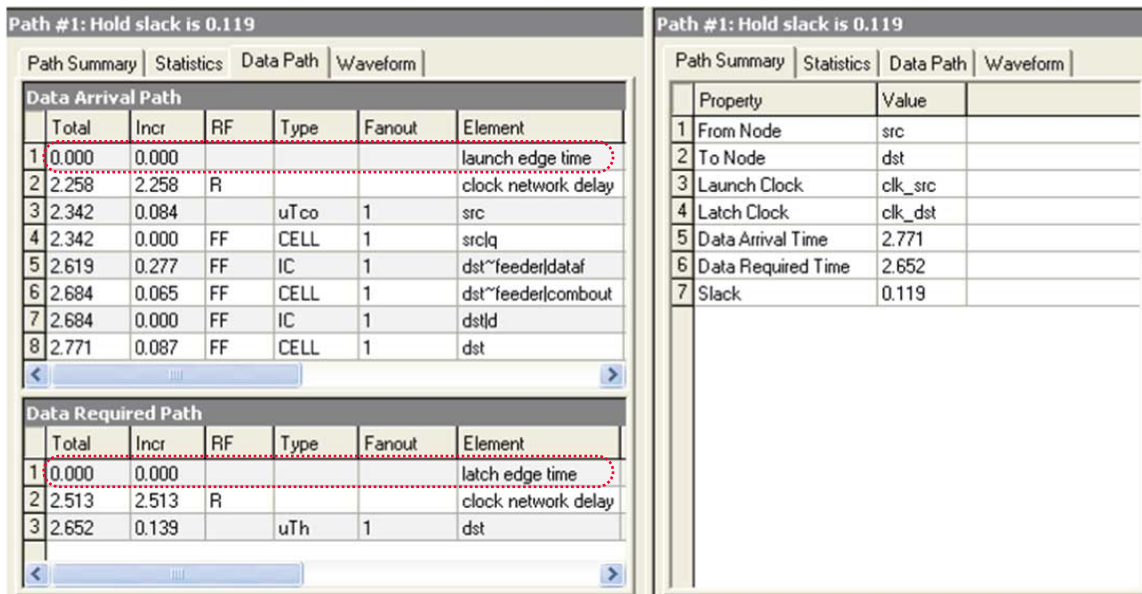 Path #1: Hold slack is 0.119
Path Summary Statistics Data Path Waveform
Data Arrival Path
Total Incr RF Type Fanout Element
1 0.000 0.000 launch edge time
2 2.258 2.258 R clock network delay
3 2.342 0.084 uTco 1 src
4 2.342 0.000 FF CELL 1 src|q
5 2.619 0.277 FF IC 1 dst~feeder|dataf
6 2.684 0.065 FF CELL 1 dst~feeder|combout
7 2.684 0.000 FF IC 1 dst|d
8 2.771 0.087 FF CELL 1 dst
Data Required Path
Total Incr RF Type Fanout Element
1 0.000 0.000 latch edge time
2 2.513 2.513 R clock network delay
3 2.652 0.139 uTh 1 dst
Path #1: Hold slack is 0.119
Path Summary Statistics Data Path Waveform
Property Value
1 From Node src
2 To Node dst
3 Launch Clock clk_src
4 Latch Clock clk_dst
5 Data Arrival Time 2.771
6 Data Required Time 2.652
7 Slack 0.119